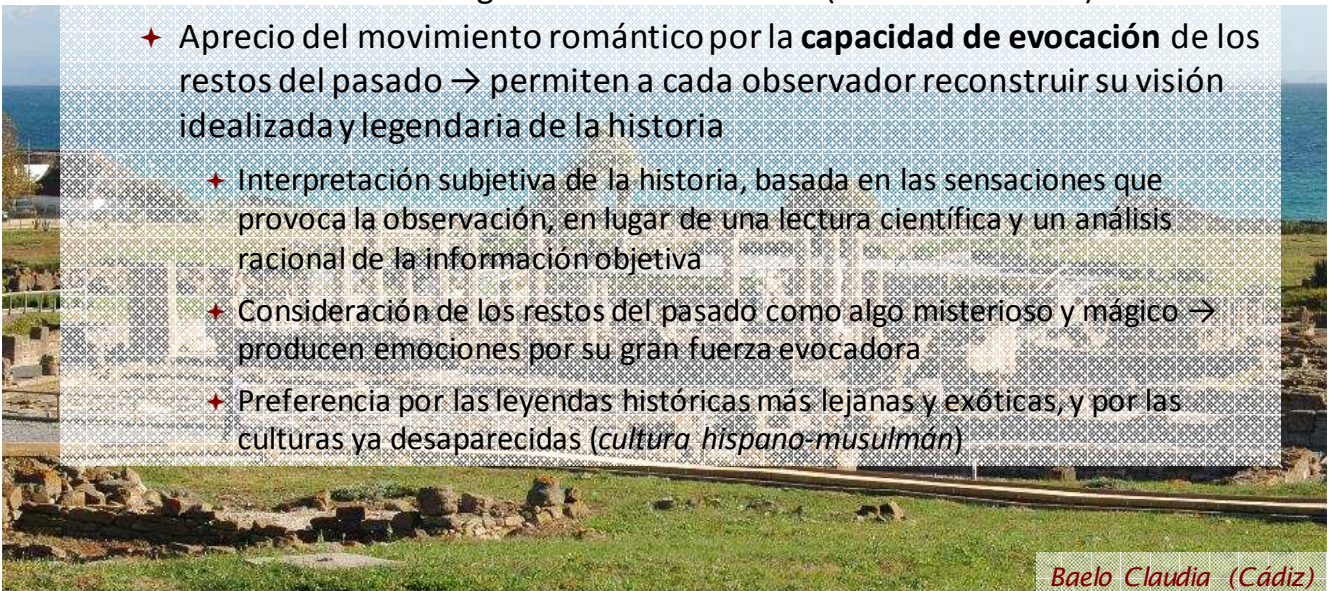 Aprecio del movimiento romántico por la capacidad de evocación de los
restos del pasado → permiten a cada observador reconstruir su visión
idealizada y legendaria de la historia
Interpretación subjetiva de la historia, basada en las sensaciones que
provoca la observación, en lugar de una lectura científica y un análisis
racional de la información objetiva
Consideración de los restos del pasado como algo misterioso y mágico →
producen emociones por su gran fuerza evocadora
Preferencia por las leyendas históricas más lejanas y exóticas, y por las
culturas ya desaparecidas (cultura hispano-musulmán)
Baelo Claudia (Cádiz)